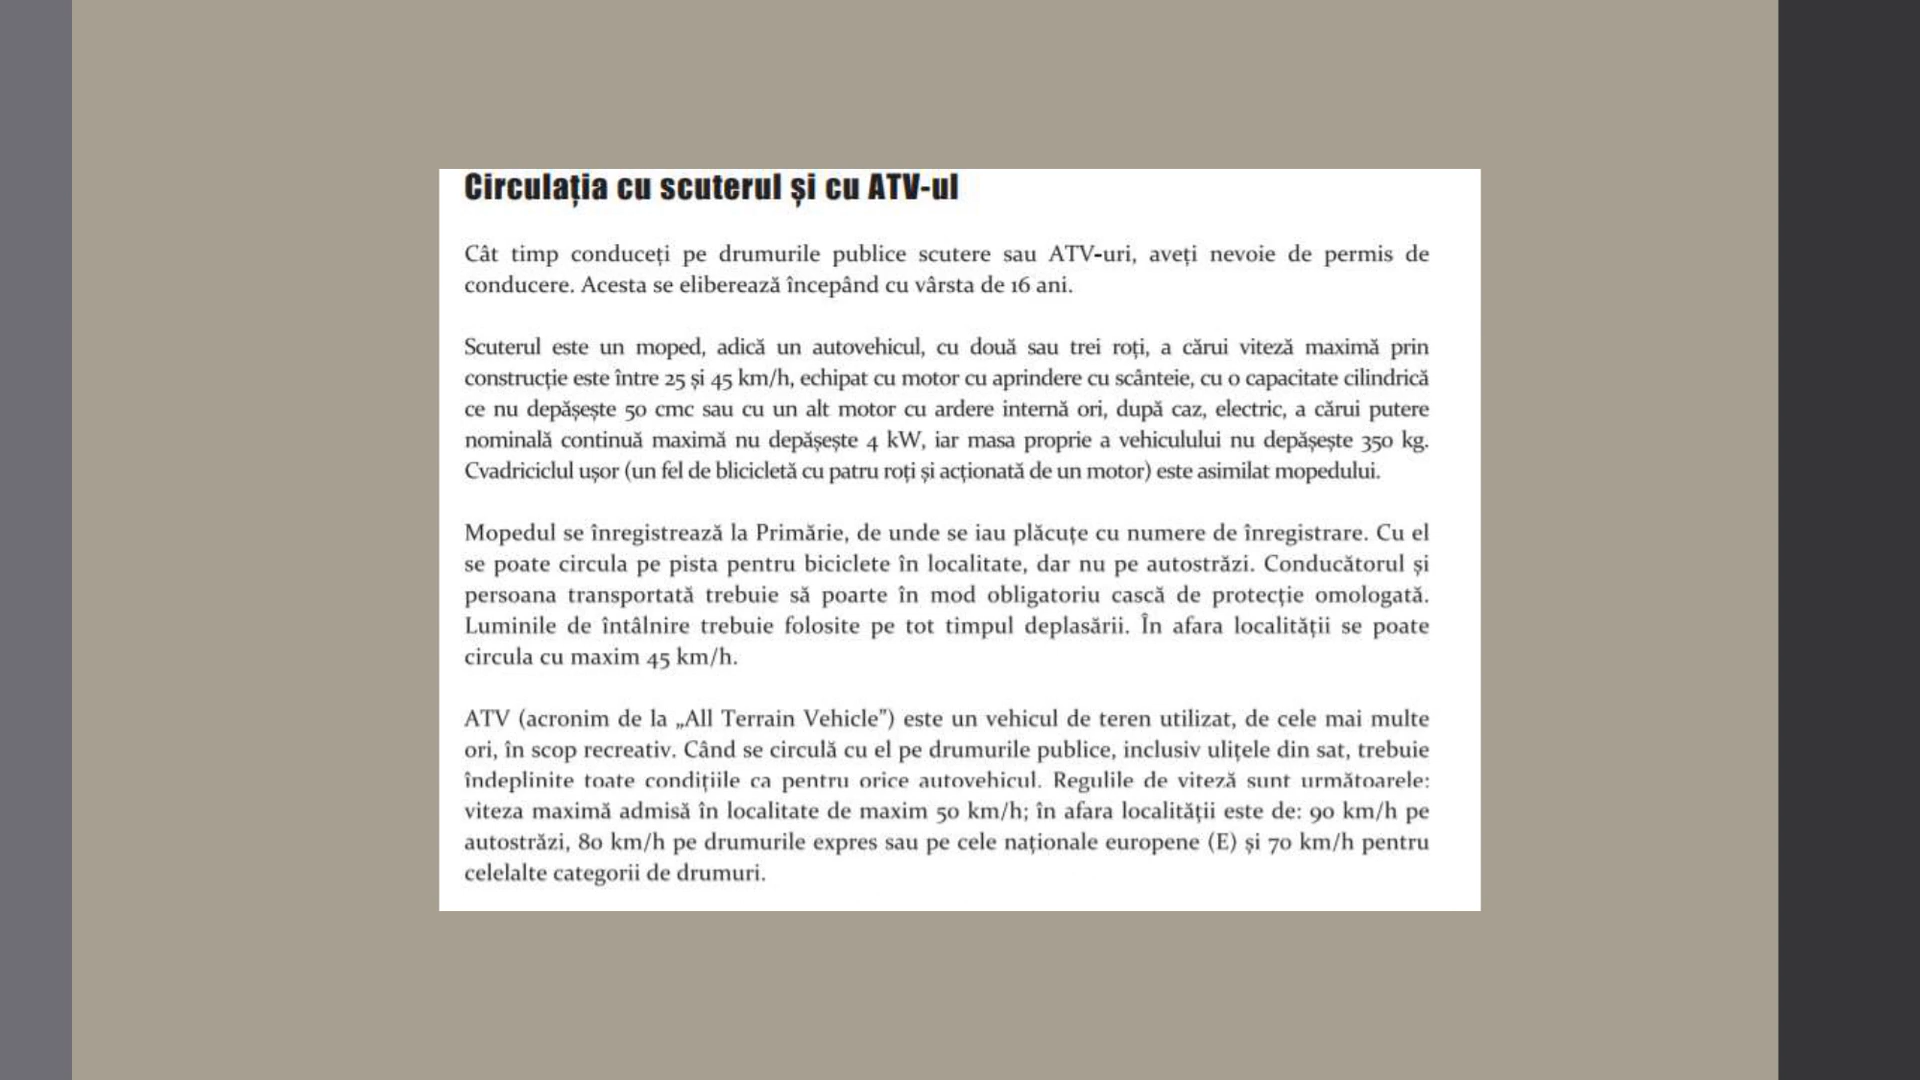 Circulația cu scuterul și cu ATV-ul
Cât timp conduceți pe drumurile publice scutere sau ATV-uri, aveți nevoie de permis de
conducere. Acesta se eliberează începând cu vârsta de 16 ani.
Scuterul este un moped, adică un autovehicul, cu două sau trei roți, a cărui viteză maximă prin
construcție este între 25 și 45 km/h, echipat cu motor cu aprindere cu scânteie, cu o capacitate cilindrică
ce nu depășește 50 cmc sau cu un alt motor cu ardere internă ori, după caz, electric, a cărui putere
nominală continuă maximă nu depășește 4 kW, iar masa proprie a vehiculului nu depășește 350 kg.
Cvadriciclul ușor (un fel de blicicletă cu patru roți și acționată de un motor) este asimilat mopedului.
Mopedul se înregistrează la Primărie, de unde se iau plăcuțe cu numere de înregistrare. Cu el
se poate circula pe pista pentru biciclete în localitate, dar nu pe autostrăzi. Conducătorul și
persoana transportată trebuie să poarte în mod obligatoriu cască de protecție omologată.
Luminile de întâlnire trebuie folosite pe tot timpul deplasării. În afara localității se poate
circula cu maxim 45 km/h.
ATV (acronim de la „All Terrain Vehicle”) este un vehicul de teren utilizat, de cele mai multe
ori, în scop recreativ. Când se circulă cu el pe drumurile publice, inclusiv ulițele din sat, trebuie
îndeplinite toate condițiile ca pentru orice autovehicul. Regulile de viteză sunt următoarele:
viteza maximă admisă în localitate de maxim 50 km/h; în afara localității este de: 90 km/h pe
autostrăzi, 80 km/h pe drumurile expres sau pe cele naționale europene (E) și 70 km/h pentru
celelalte categorii de drumuri.